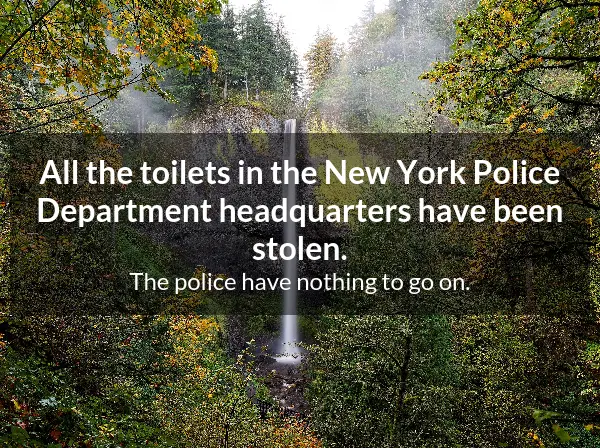 All the toilets in the New York Police
Department headquarters have been
stolen.
The police have nothing to go on.